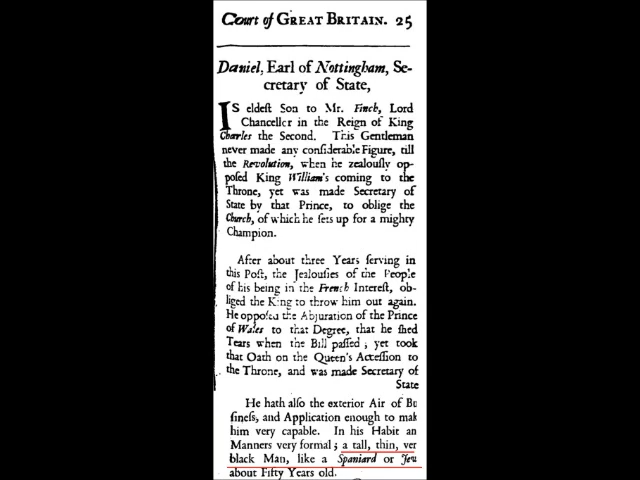 Court of GREAT BRITAIN. 25
Daniel, Earl of Nottingham, Se-
cretary of State,
IS eldeſt Son to Mr. Finch, Lord
Chanceller in the Reign of King
Charles the Second. This Gentleman
never made any conſiderable Figure, till
the Revolution, when he zealouſly op-
poſed King William's coming to the
Throne, yet was made Secretary of
State by that Prince, to oblige the
Church, of which he ſets up for a mighty
Champion.
After about three Years ſerving in
this Poſt, the Jealouſies of the People
of his being in the French Intereſt, ob-
liged the King to throw him out again.
He oppoſed the Abjuration of the Prince
of Wales to that Degree, that he ſhed
Tears when the Bill paſſed ; yet took
that Oath on the Queen's Acceſſion to
the Throne, and was made Secretary of
State
He hath alſo the exterior Air of Bu
ſineſs, and Application enough to mak
him very capable. In his Habit an
Manners very formal ; a tall, thin, ver
black Man, like a Spaniard or Jew
about Fifty Years old.